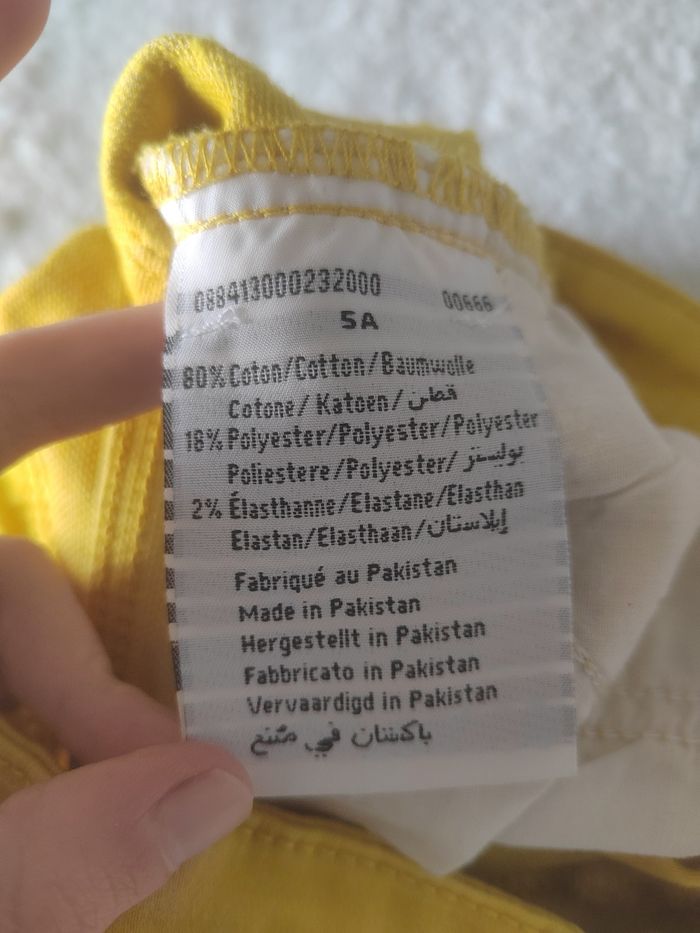 088413000232000 00666
5A
80% Coton/Cotton/Baumwolle
Cotone/Katoen/قطن
18% Polyester/Polyester/Polyester
Poliestere/Polyester/بوليستر
2% Élasthanne/Elastane/Elasthan
Elastan/Elasthaan/إيلاستان
Fabriqué au Pakistan
Made in Pakistan
Hergestellt in Pakistan
Fabbricato in Pakistan
Vervaardigd in Pakistan
باكستان في